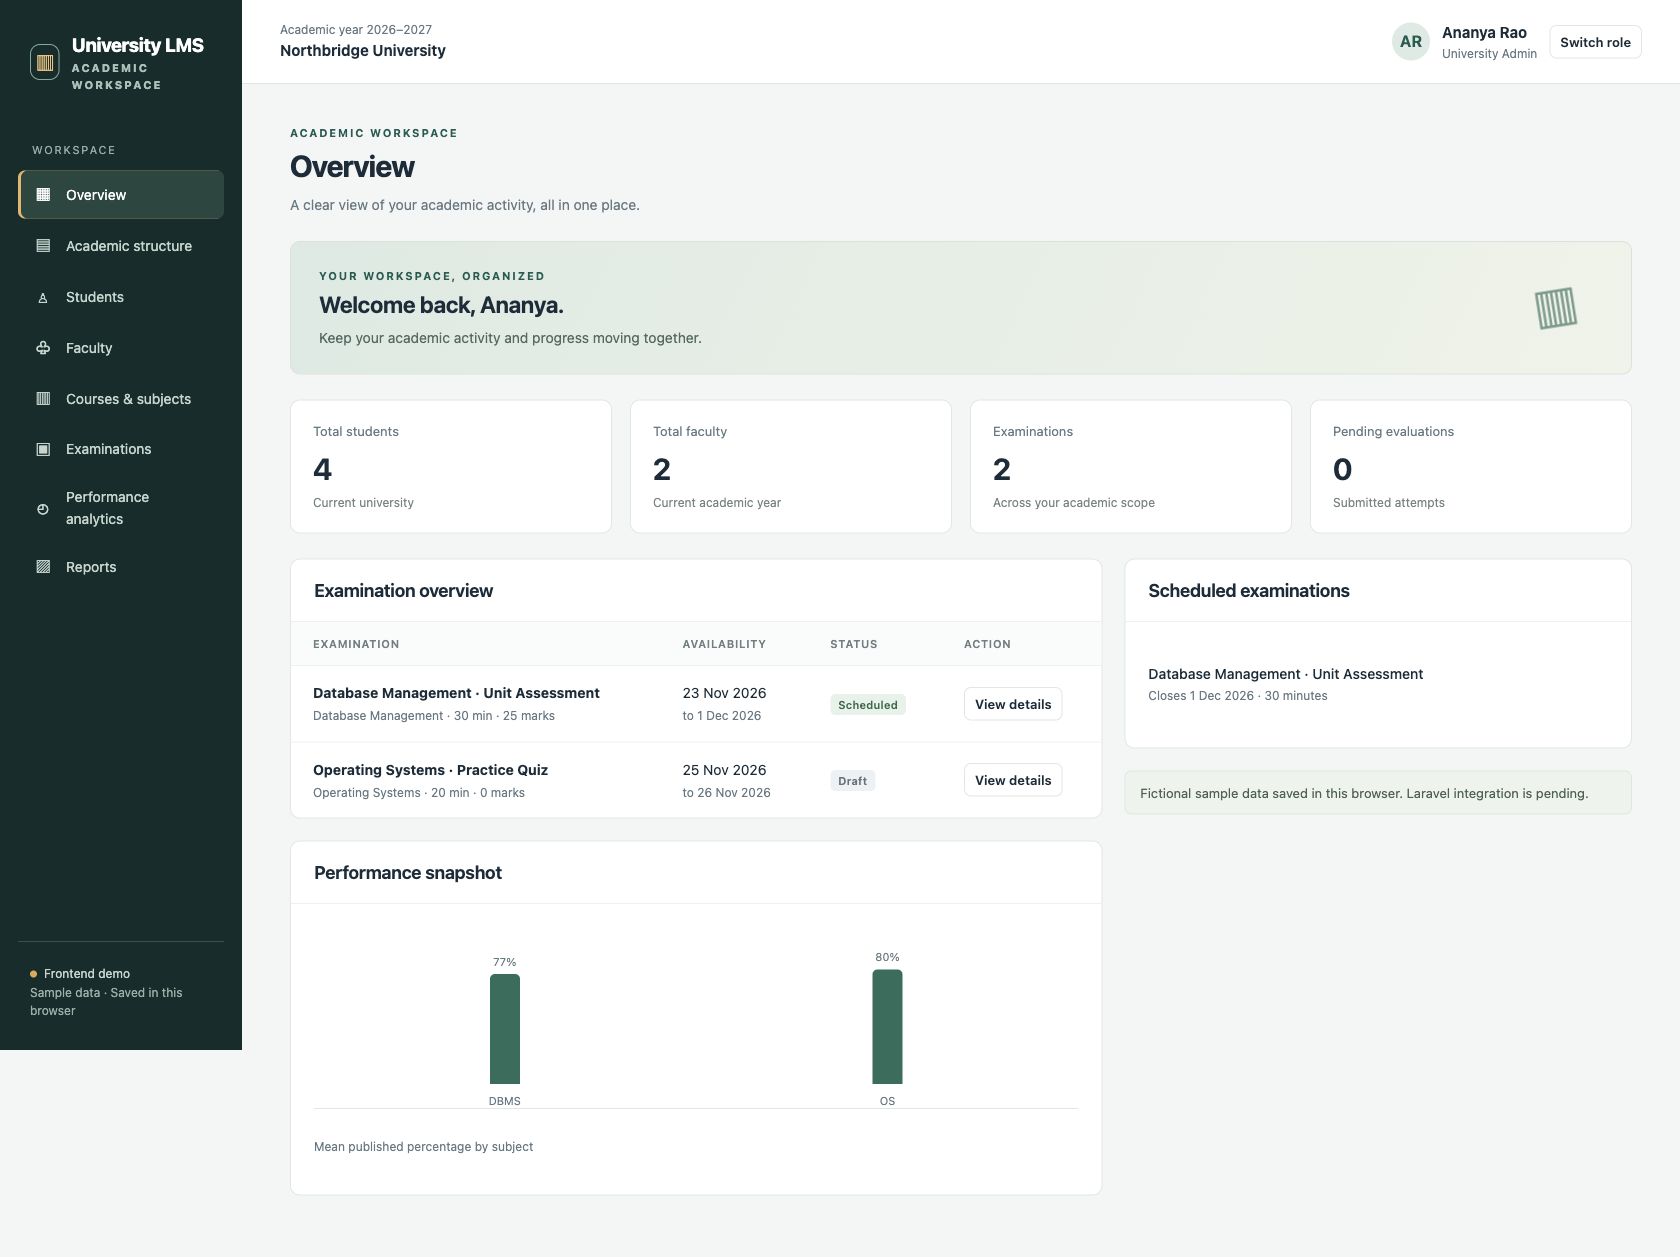 University LMS
ACADEMIC
WORKSPACE
WORKSPACE
Overview
Academic structure
Students
Faculty
Courses & subjects
Examinations
Performance
analytics
Reports
Frontend demo
Sample data · Saved in this
browser
Academic year 2026–2027
Northbridge University
AR
Ananya Rao
University Admin
Switch role
ACADEMIC WORKSPACE
Overview
A clear view of your academic activity, all in one place.
YOUR WORKSPACE, ORGANIZED
Welcome back, Ananya.
Keep your academic activity and progress moving together.
Total students
4
Current university
Total faculty
2
Current academic year
Examinations
2
Across your academic scope
Pending evaluations
0
Submitted attempts
Examination overview
EXAMINATION AVAILABILITY STATUS ACTION
Database Management · Unit Assessment
Database Management · 30 min · 25 marks
23 Nov 2026
to 1 Dec 2026
Scheduled
View details
Operating Systems · Practice Quiz
Operating Systems · 20 min · 0 marks
25 Nov 2026
to 26 Nov 2026
Draft
View details
Scheduled examinations
Database Management · Unit Assessment
Closes 1 Dec 2026 · 30 minutes
Fictional sample data saved in this browser. Laravel integration is pending.
Performance snapshot
77%
80%
DBMS
OS
Mean published percentage by subject